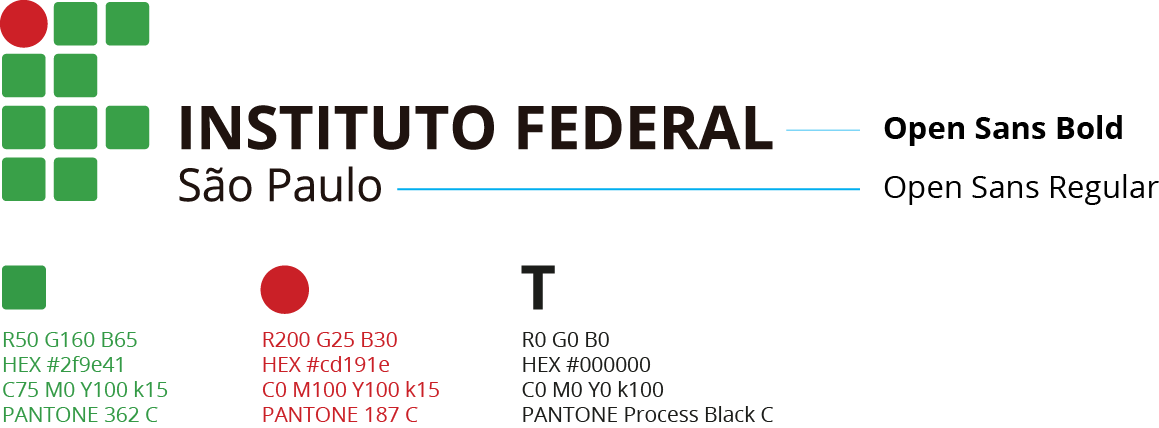 INSTITUTO FEDERAL
Open Sans Bold
São Paulo
Open Sans Regular
T
R50 G160 B65
HEX #2f9e41
C75 M0 Y100 k15
PANTONE 362 C
R200 G25 B30
HEX #cd191e
C0 M100 Y100 k15
PANTONE 187 C
R0 G0 B0
HEX #000000
C0 M0 Y0 k100
PANTONE Process Black C